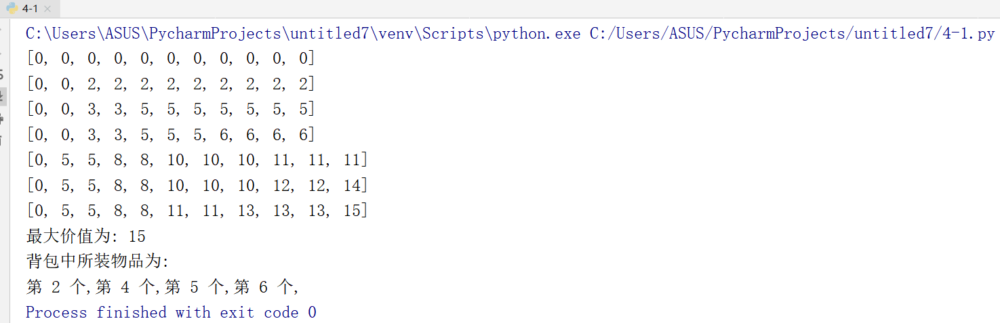 4-1
C:\Users\ASUS\PycharmProjects\untitled7\venv\Scripts\python.exe C:/Users/ASUS/PycharmProjects/untitled7/4-1.py
[0, 0, 0, 0, 0, 0, 0, 0, 0, 0, 0]
[0, 0, 2, 2, 2, 2, 2, 2, 2, 2, 2]
[0, 0, 3, 3, 5, 5, 5, 5, 5, 5, 5]
[0, 0, 3, 3, 5, 5, 5, 6, 6, 6, 6]
[0, 5, 5, 8, 8, 10, 10, 10, 11, 11, 11]
[0, 5, 5, 8, 8, 10, 10, 10, 12, 12, 14]
[0, 5, 5, 8, 8, 11, 11, 13, 13, 13, 15]
最大价值为: 15
背包中所装物品为:
第 2 个,第 4 个,第 5 个,第 6 个,
Process finished with exit code 0